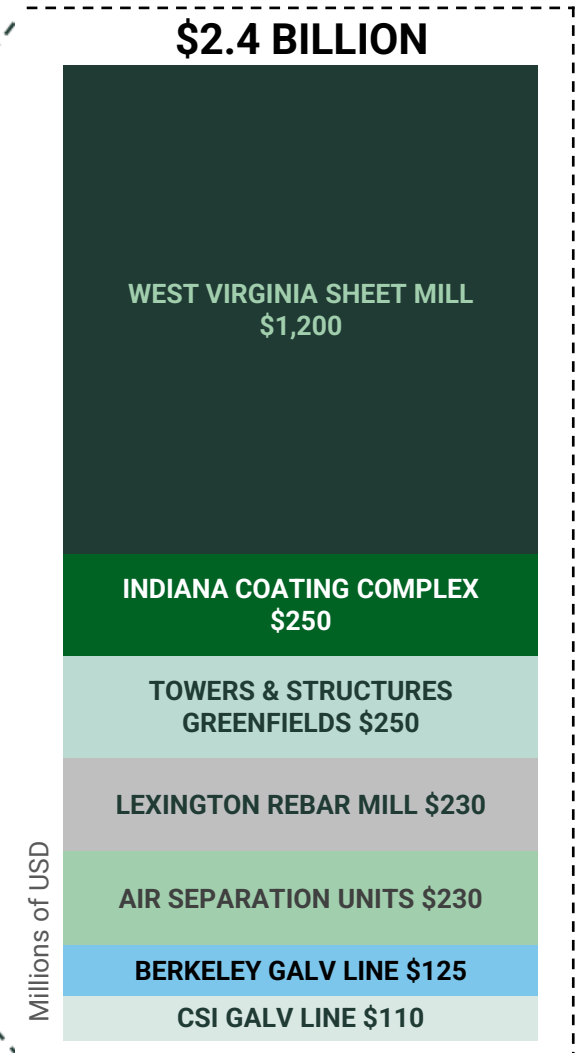 $2.4 BILLION
WEST VIRGINIA SHEET MILL
$1,200
INDIANA COATING COMPLEX
$250
TOWERS & STRUCTURES
GREENFIELDS $250
LEXINGTON REBAR MILL $230
AIR SEPARATION UNITS $230
BERKELEY GALV LINE $125
CSI GALV LINE $110
Millions of USD